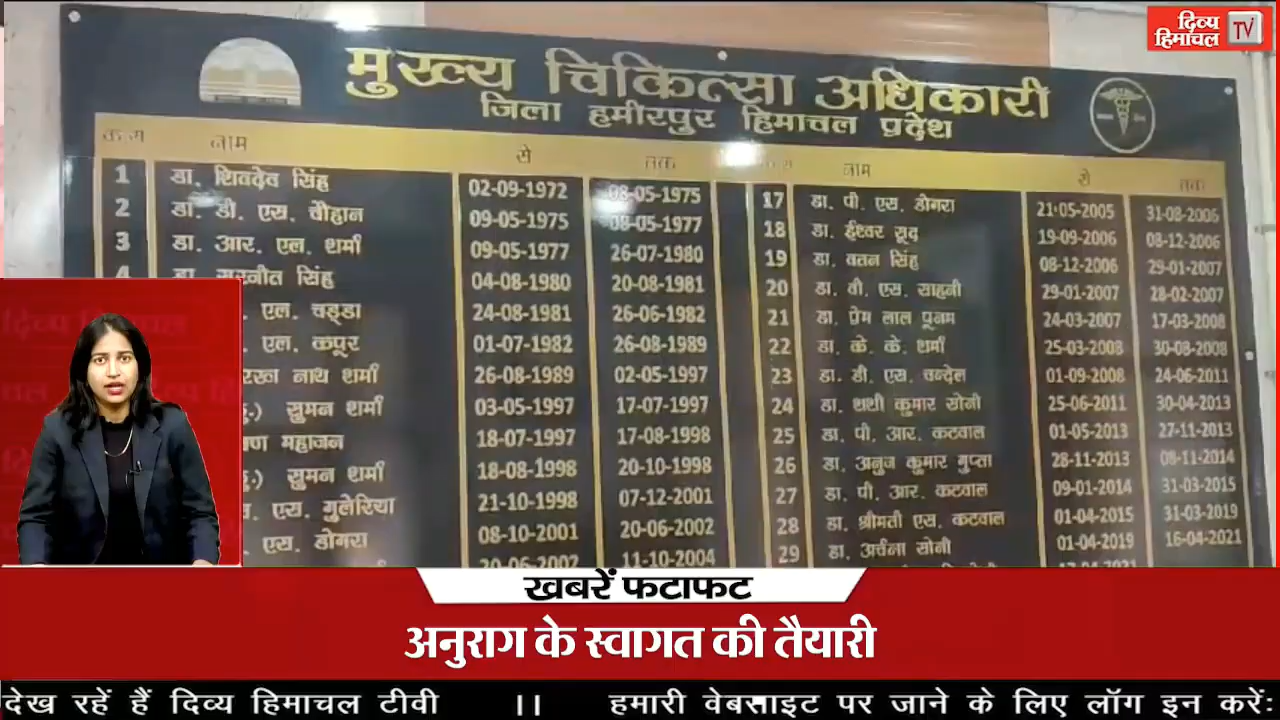 दिव्य
हिमाचल
TV
मुख्य चिकित्सा अधिकारी
जिला हमीरपुर हिमाचल प्रदेश
नाम से तक नाम से तक
1 डा. शिवदेव सिंह 02-09-1972 08-05-1975 17 डा. पी. एस. डोगरा 21-05-2005 31-08-2006
2 डा. डी. एस. चौहान 09-05-1975 08-05-1977 18 डा. ईश्वर सूद 19-09-2006 08-12-2006
3 डा. आर. एल. शर्मा 09-05-1977 26-07-1980 19 डा. वतन सिंह 08-12-2006 29-01-2007
4 डा. सिंह 04-08-1980 20-08-1981 20 डा. वी. एस. साहनी 29-01-2007 28-02-2007
. एल. चड्डा 24-08-1981 26-06-1982 21 डा. प्रेम लाल पूनम 24-03-2007 17-03-2008
. एल. कपूर 01-07-1982 26-08-1989 22 डा. के. के. शर्मा 25-03-2008 30-08-2008
नाथ शर्मा 26-08-1989 02-05-1997 23 डा. डी. एस. चन्देल 01-09-2008 24-06-2011
.) सुमन शर्मा 03-05-1997 17-07-1997 24 डा. शशी कुमार सोनी 25-06-2011 30-04-2013
महाजन 18-07-1997 17-08-1998 25 डा. पी. आर. कटवाल 01-05-2013 27-11-2013
.) सुमन शर्मा 18-08-1998 20-10-1998 26 डा. अनुज कुमार गुप्ता 28-11-2013 08-11-2014
. एस. गुलेरिया 21-10-1998 07-12-2001 27 डा. पी. आर. कटवाल 09-01-2014 31-03-2015
. एस. डोगरा 08-10-2001 20-06-2002 28 डा. श्रीमती एस. कटवाल 01-04-2015 31-03-2019
20-06-2002 11-10-2004 29 डा. अर्चना सोनी 01-04-2019 16-04-2021
खबरें फटाफट
अनुराग के स्वागत की तैयारी
देख रहें हैं दिव्य हिमाचल टीवी || हमारी वेबसाइट पर जाने के लिए लॉग इन करें: